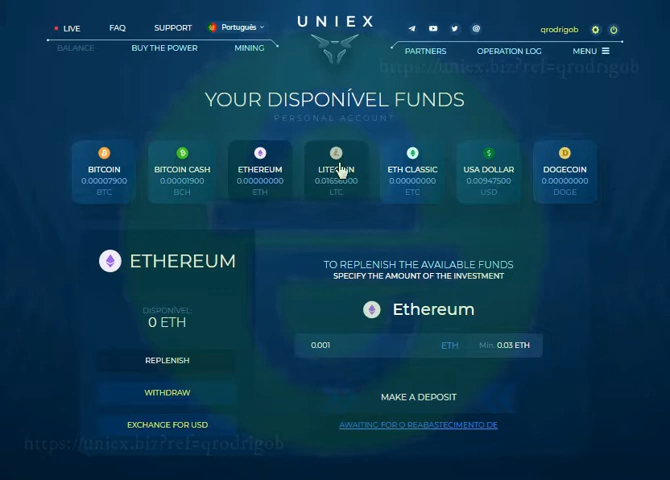 UNIEX
LIVE
FAQ
SUPPORT
Português
qrodrigob
BALANCE
BUY THE POWER
MINING
PARTNERS
OPERATION LOG
MENU
https://uniex.biz?ref=qrodrigob
YOUR DISPONÍVEL FUNDS
PERSONAL ACCOUNT
BITCOIN
0.00007900
BTC
BITCOIN CASH
0.00001900
BCH
ETHEREUM
0.00000000
ETH
LITECOIN
0.01656000
LTC
ETH CLASSIC
0.00000000
ETC
USA DOLLAR
0.00947500
USD
DOGECOIN
0.00000000
DOGE
ETHEREUM
DISPONÍVEL:
0 ETH
REPLENISH
WITHDRAW
EXCHANGE FOR USD
TO REPLENISH THE AVAILABLE FUNDS
SPECIFY THE AMOUNT OF THE INVESTMENT
Ethereum
0.001 ETH Min. 0.03 ETH
MAKE A DEPOSIT
AWAITING FOR O REABASTECIMENTO DE
https://uniex.biz?ref=qrodrigob